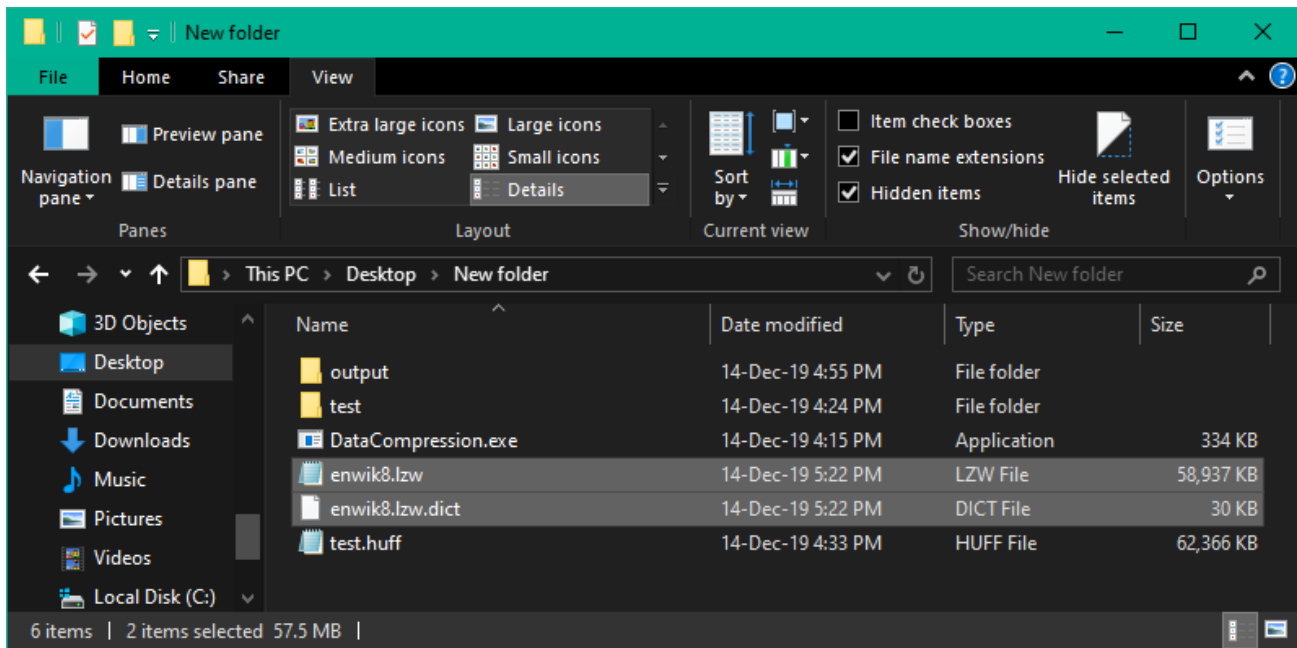 New folder
File Home Share View
Extra large icons Large icons Item check boxes
Preview pane Medium icons Small icons File name extensions
Navigation pane Details pane List Details Sort by Hidden items Hide selected items Options
Panes Layout Current view Show/hide
This PC > Desktop > New folder Search New folder
3D Objects Name Date modified Type Size
Desktop output 14-Dec-19 4:55 PM File folder
Documents test 14-Dec-19 4:24 PM File folder
Downloads DataCompression.exe 14-Dec-19 4:15 PM Application 334 KB
Music enwik8.lzw 14-Dec-19 5:22 PM LZW File 58,937 KB
Pictures enwik8.lzw.dict 14-Dec-19 5:22 PM DICT File 30 KB
Videos test.huff 14-Dec-19 4:33 PM HUFF File 62,366 KB
Local Disk (C:)
6 items | 2 items selected 57.5 MB |